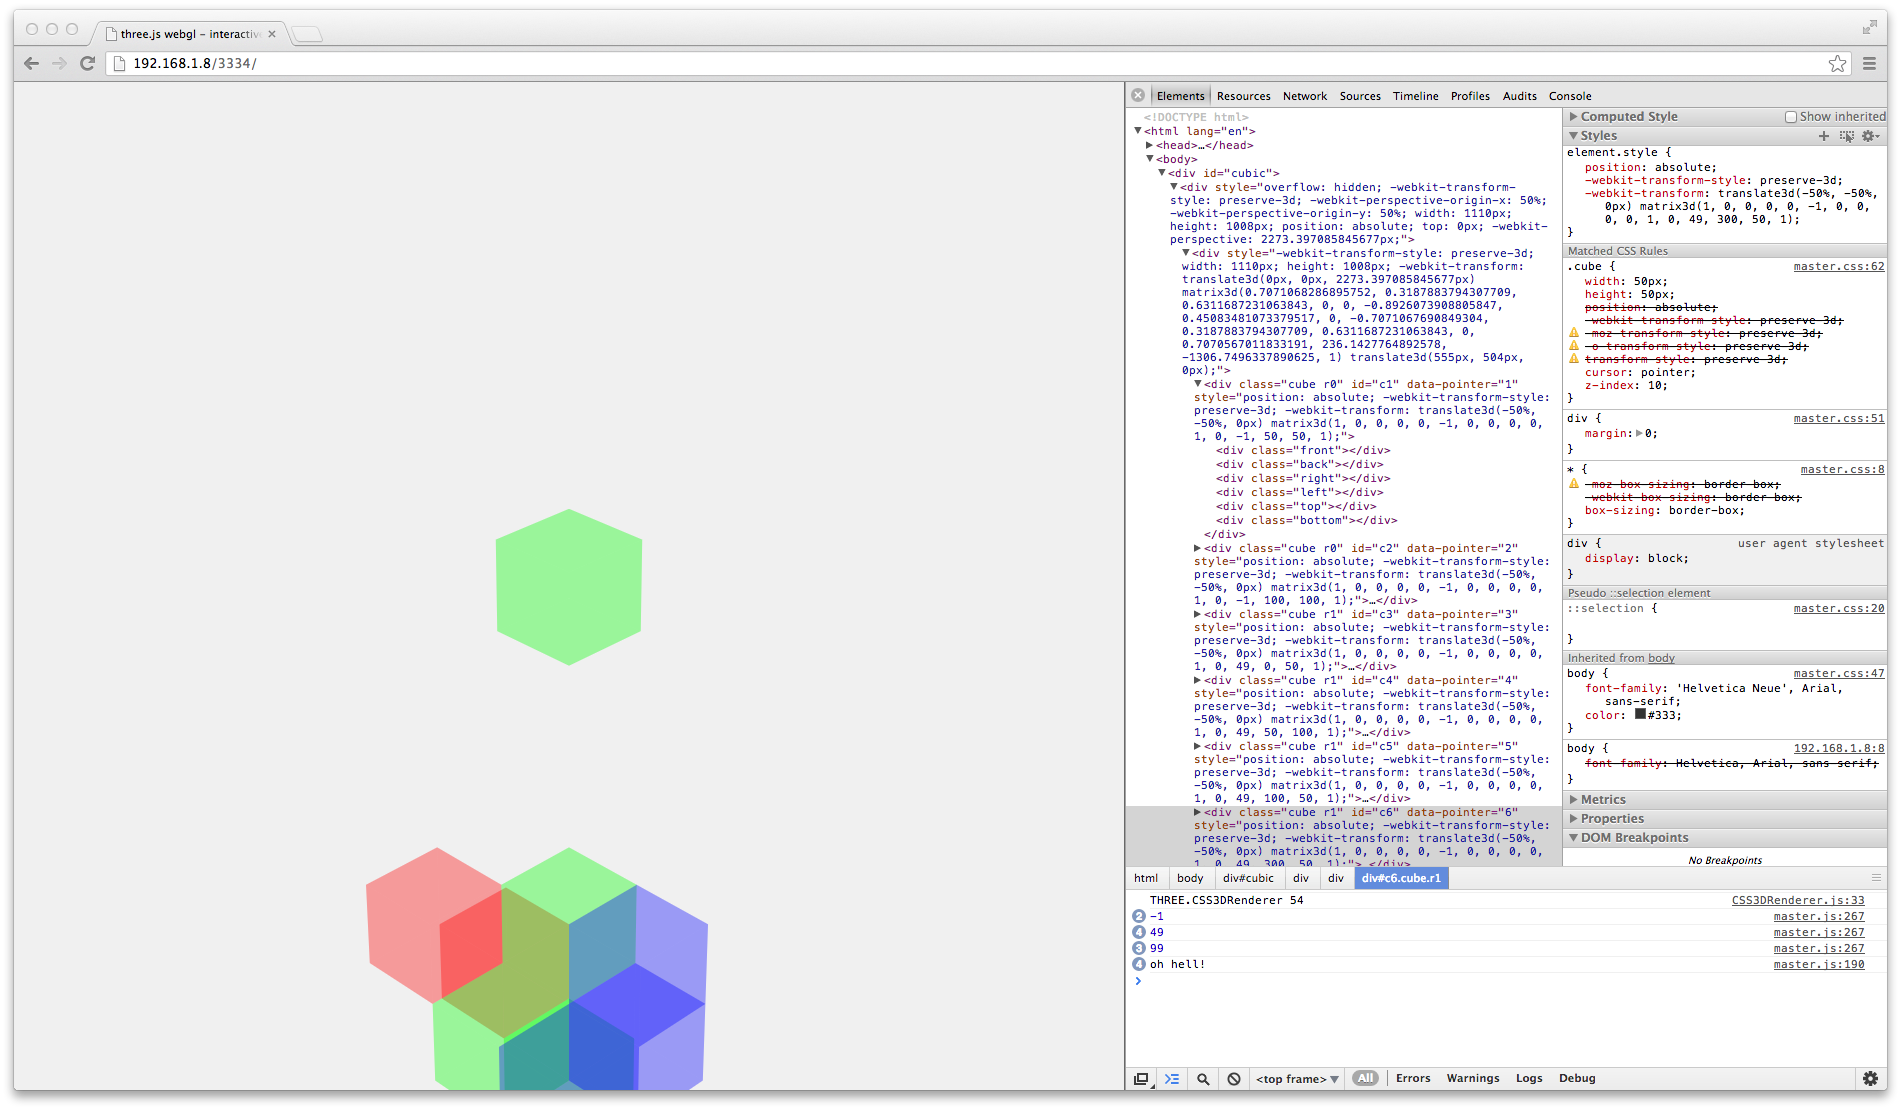 three.js webgl – interactive
192.168.1.8/3334/
Elements Resources Network Sources Timeline Profiles Audits Console
<!DOCTYPE html>
<html lang="en">
<head>…</head>
<body>
<div id="cubic">
<div style="overflow: hidden; -webkit-transform-
style: preserve-3d; -webkit-perspective-origin-x: 50%;
-webkit-perspective-origin-y: 50%; width: 1110px;
height: 1008px; position: absolute; top: 0px; -webkit-
perspective: 2273.397085845677px;">
<div style="-webkit-transform-style: preserve-3d;
width: 1110px; height: 1008px; -webkit-transform:
translate3d(0px, 0px, 2273.397085845677px)
matrix3d(0.7071068286895752, 0.3187883794307709,
0.6311687231063843, 0, 0, -0.8926073908805847,
0.45083481073379517, 0, -0.7071067690849304,
0.3187883794307709, 0.6311687231063843, 0,
0.7070567011833191, 236.1427764892578,
-1306.7496337890625, 1) translate3d(555px, 504px,
0px);">
<div class="cube r0" id="c1" data-pointer="1"
style="position: absolute; -webkit-transform-style:
preserve-3d; -webkit-transform: translate3d(-50%,
-50%, 0px) matrix3d(1, 0, 0, 0, 0, -1, 0, 0, 0, 0,
1, 0, -1, 50, 50, 1);">
<div class="front"></div>
<div class="back"></div>
<div class="right"></div>
<div class="left"></div>
<div class="top"></div>
<div class="bottom"></div>
</div>
<div class="cube r0" id="c2" data-pointer="2"
style="position: absolute; -webkit-transform-style:
preserve-3d; -webkit-transform: translate3d(-50%,
-50%, 0px) matrix3d(1, 0, 0, 0, 0, -1, 0, 0, 0, 0,
1, 0, -1, 100, 100, 1);">…</div>
<div class="cube r1" id="c3" data-pointer="3"
style="position: absolute; -webkit-transform-style:
preserve-3d; -webkit-transform: translate3d(-50%,
-50%, 0px) matrix3d(1, 0, 0, 0, 0, -1, 0, 0, 0, 0,
1, 0, 49, 0, 50, 1);">…</div>
<div class="cube r1" id="c4" data-pointer="4"
style="position: absolute; -webkit-transform-style:
preserve-3d; -webkit-transform: translate3d(-50%,
-50%, 0px) matrix3d(1, 0, 0, 0, 0, -1, 0, 0, 0, 0,
1, 0, 49, 50, 100, 1);">…</div>
<div class="cube r1" id="c5" data-pointer="5"
style="position: absolute; -webkit-transform-style:
preserve-3d; -webkit-transform: translate3d(-50%,
-50%, 0px) matrix3d(1, 0, 0, 0, 0, -1, 0, 0, 0, 0,
1, 0, 49, 100, 50, 1);">…</div>
<div class="cube r1" id="c6" data-pointer="6"
style="position: absolute; -webkit-transform-style:
preserve-3d; -webkit-transform: translate3d(-50%,
-50%, 0px) matrix3d(1, 0, 0, 0, 0, -1, 0, 0, 0, 0,
1, 0, 49, 300, 50, 1);">…</div>
Computed Style Show inherited
Styles
element.style {
position: absolute;
-webkit-transform-style: preserve-3d;
-webkit-transform: translate3d(-50%, -50%,
0px) matrix3d(1, 0, 0, 0, 0, -1, 0, 0,
0, 0, 1, 0, 49, 300, 50, 1);
}
Matched CSS Rules
.cube { master.css:62
width: 50px;
height: 50px;
position: absolute;
-webkit-transform-style: preserve-3d;
-moz-transform-style: preserve-3d;
-o-transform-style: preserve-3d;
transform-style: preserve-3d;
cursor: pointer;
z-index: 10;
}
div { master.css:51
margin: 0;
}
* { master.css:8
-moz-box-sizing: border-box;
-webkit-box-sizing: border-box;
box-sizing: border-box;
}
div { user agent stylesheet
display: block;
}
Pseudo ::selection element
::selection { master.css:20
}
Inherited from body
body { master.css:47
font-family: 'Helvetica Neue', Arial,
sans-serif;
color: #333;
}
body { 192.168.1.8:8
font-family: Helvetica, Arial, sans-serif;
}
Metrics
Properties
DOM Breakpoints
No Breakpoints
html body div#cubic div div div#c6.cube.r1
THREE.CSS3DRenderer 54 CSS3DRenderer.js:33
2 -1 master.js:267
4 49 master.js:267
3 99 master.js:267
4 oh hell! master.js:190
<top frame> All Errors Warnings Logs Debug